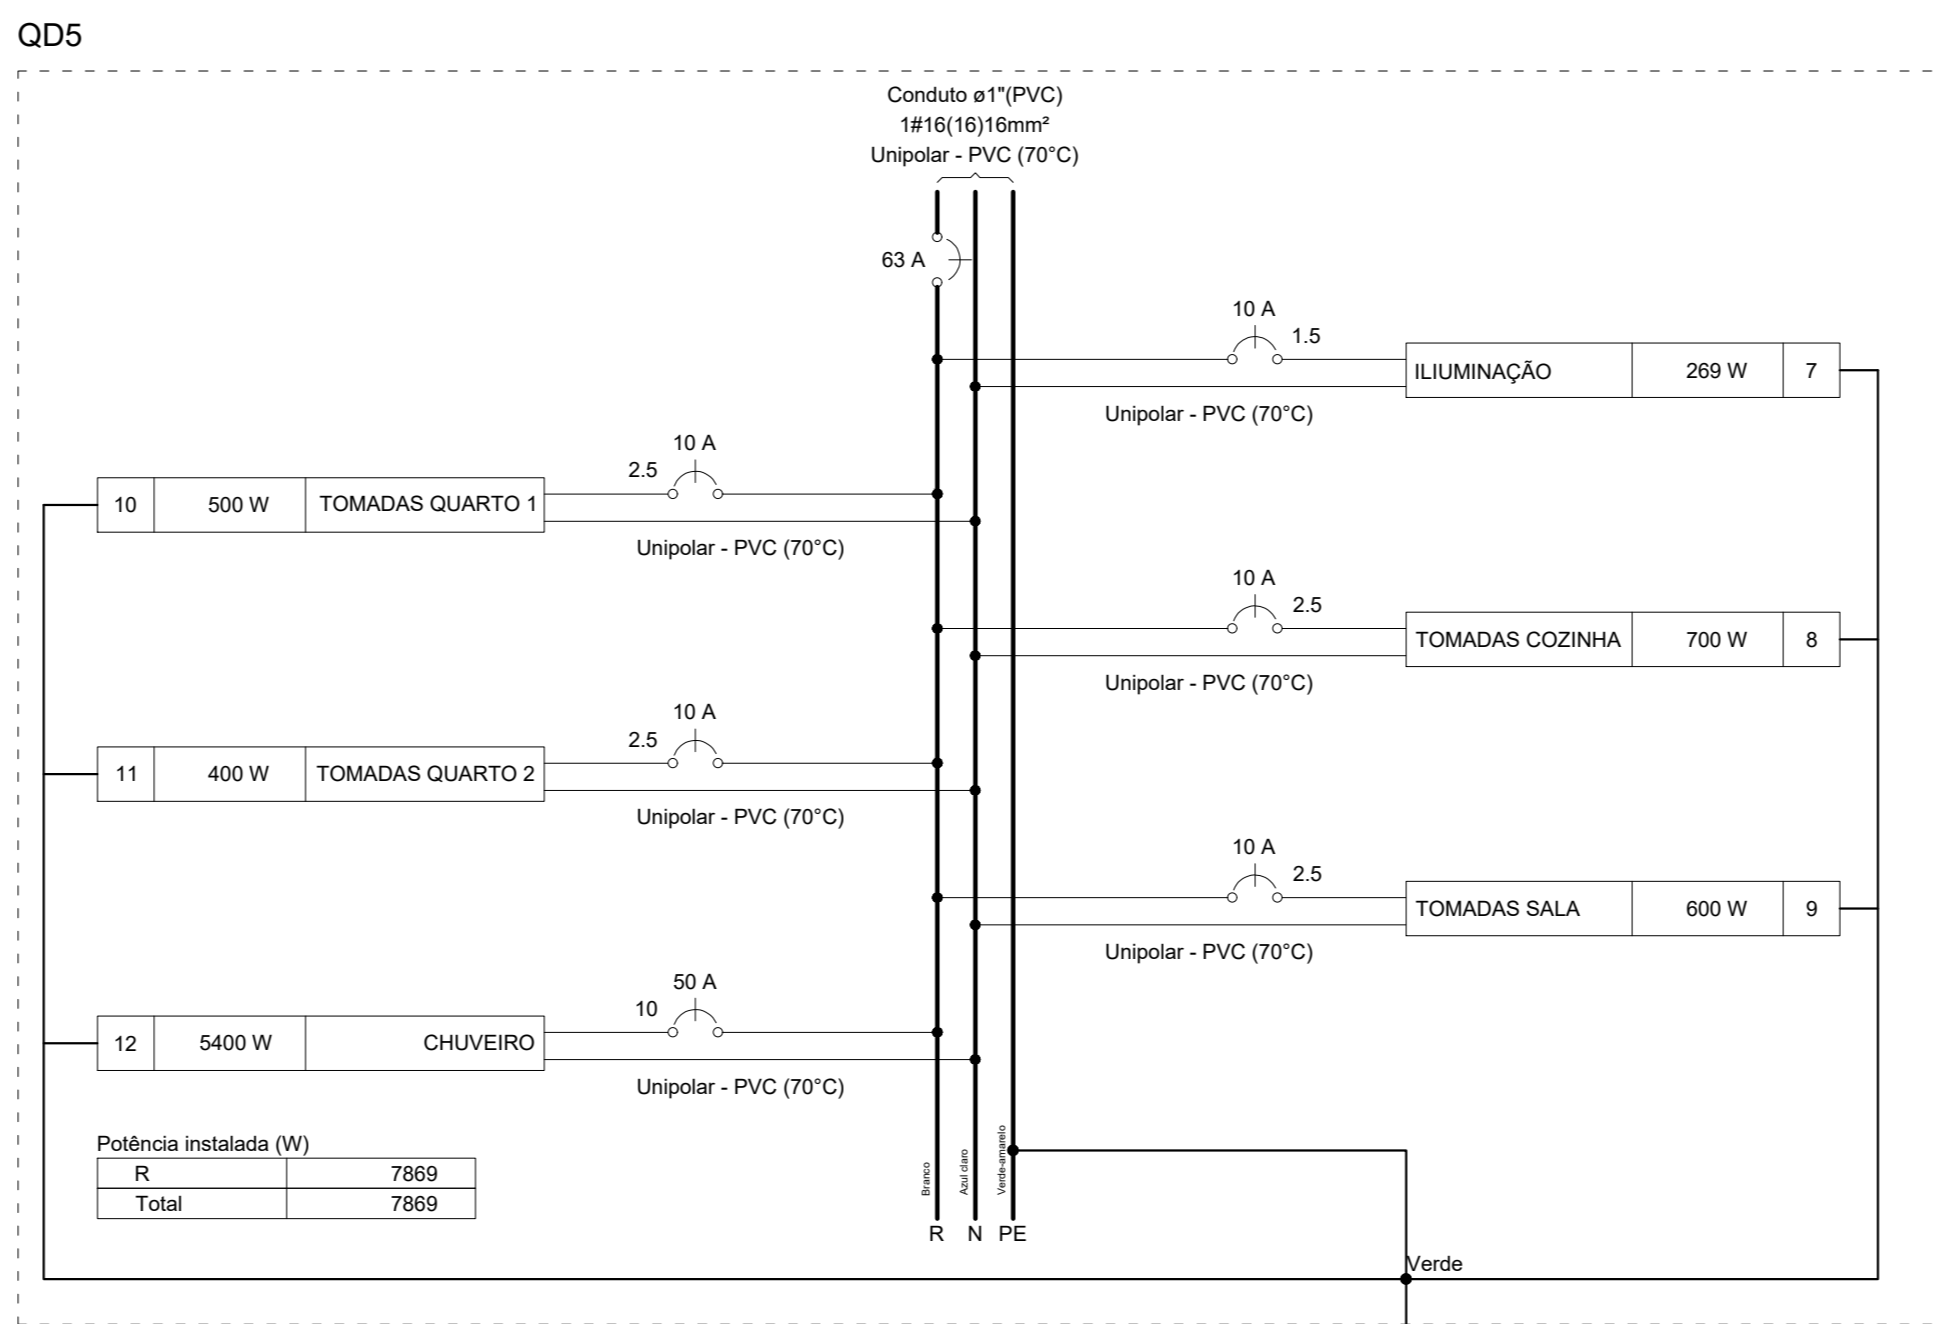 QD5
Conduto ø1"(PVC)
1#16(16)16mm²
Unipolar - PVC (70°C)
63 A
10 A
1.5
ILIUMINAÇÃO 269 W 7
Unipolar - PVC (70°C)
10 A
2.5
10 500 W TOMADAS QUARTO 1
Unipolar - PVC (70°C)
10 A
2.5
TOMADAS COZINHA 700 W 8
Unipolar - PVC (70°C)
10 A
2.5
11 400 W TOMADAS QUARTO 2
Unipolar - PVC (70°C)
10 A
2.5
TOMADAS SALA 600 W 9
Unipolar - PVC (70°C)
50 A
10
12 5400 W CHUVEIRO
Unipolar - PVC (70°C)
Potência instalada (W)
R 7869
Total 7869
Branco
Azul claro
Verde-amarelo
R N PE
Verde